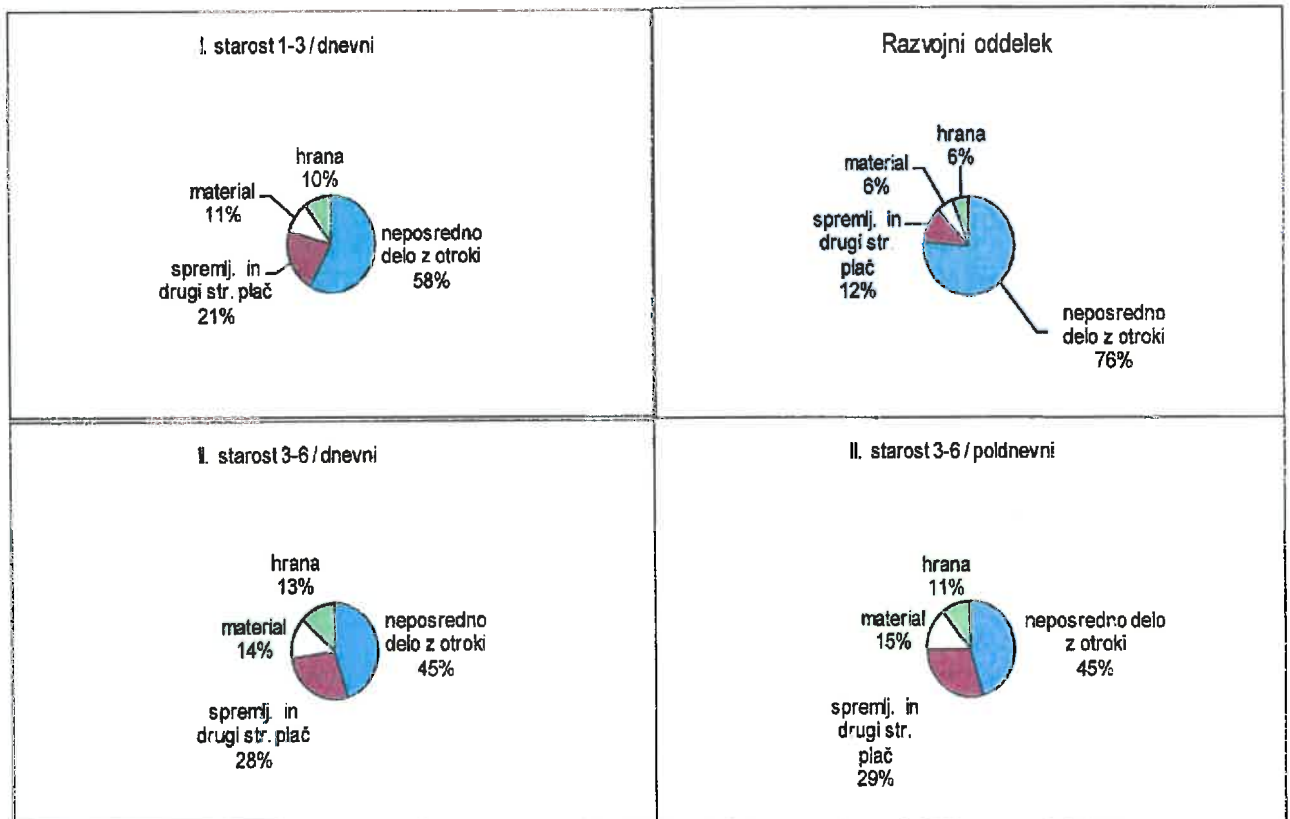 I. starost 1-3 / dnevni
hrana
10%
material
11%
neposredno
delo z otroki
58%
spremlj. in
drugi str. plač
21%
Razvojni oddelek
hrana
6%
material
6%
spremlj. in
drugi str.
plač
12%
neposredno
delo z otroki
76%
II. starost 3-6 / dnevni
hrana
13%
material
14%
neposredno
delo z otroki
45%
spremlj. in
drugi str. plač
28%
II. starost 3-6 / poldnevni
hrana
11%
material
15%
neposredno delo
z otroki
45%
spremlj. in
drugi str.
plač
29%